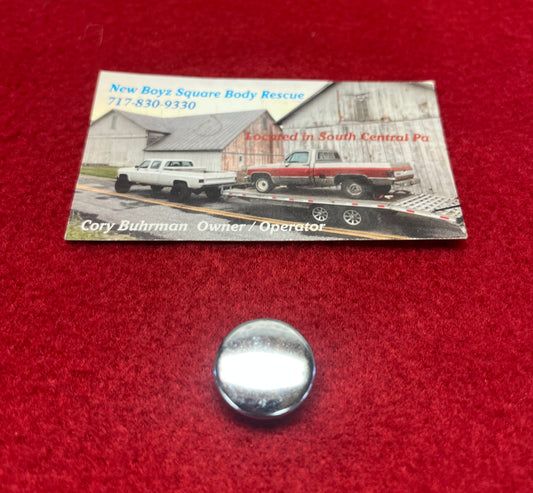 New Boyz Square Body Rescue
717-830-9330
Located in South Central Pa
Cory Buhrman Owner / Operator